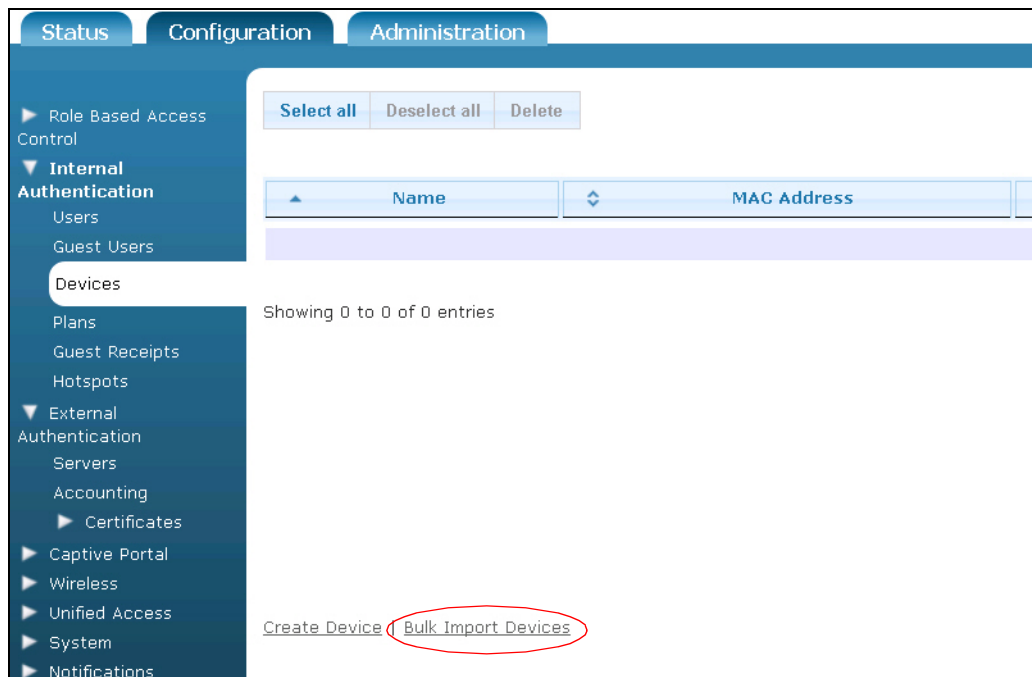 Status Configuration Administration
Role Based Access
Control
Internal
Authentication
Users
Guest Users
Devices
Plans
Guest Receipts
Hotspots
External
Authentication
Servers
Accounting
Certificates
Captive Portal
Wireless
Unified Access
System
Notifications
Select all Deselect all Delete
Name MAC Address
Showing 0 to 0 of 0 entries
Create Device | Bulk Import Devices